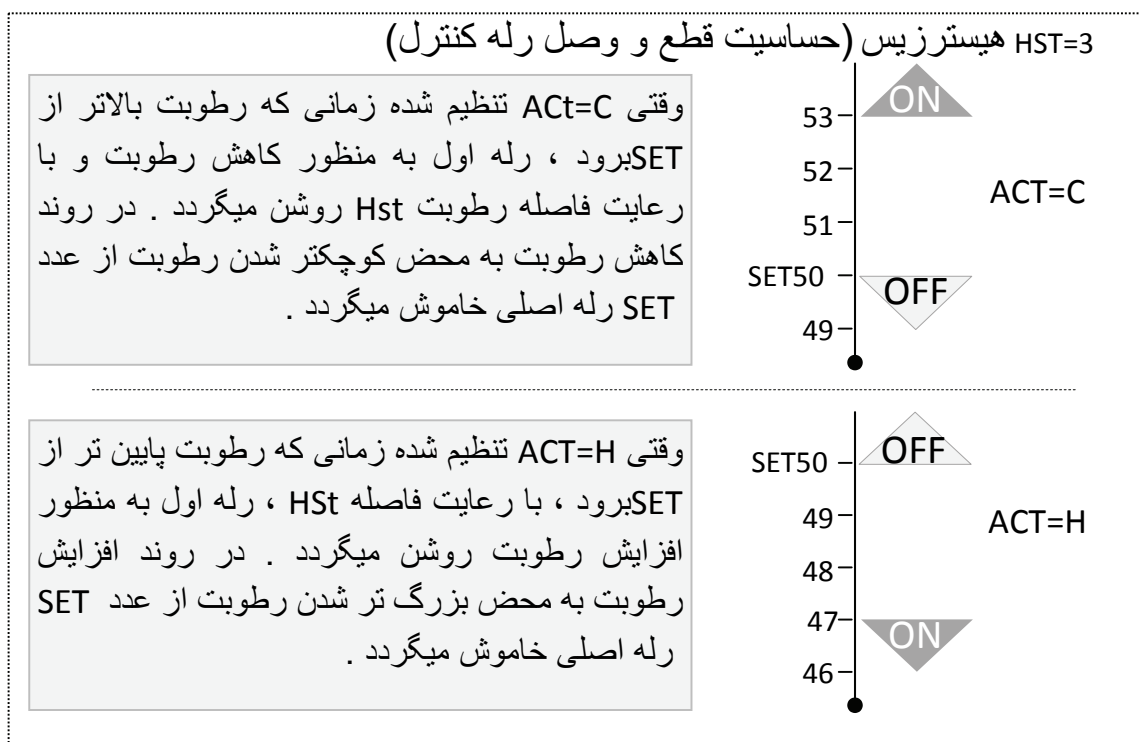 HST=3 هیسترزیس (حساسیت قطع و وصل رله کنترل)
وقتی ACt=C تنظیم شده زمانی که رطوبت بالاتر از
SETبرود ، رله اول به منظور کاهش رطوبت و با
رعایت فاصله رطوبت Hst روشن میگردد . در روند
کاهش رطوبت به محض کوچکتر شدن رطوبت از عدد
SET رله اصلی خاموش میگردد .
ON
53
52
ACT=C
51
SET50
OFF
49
وقتی ACT=H تنظیم شده زمانی که رطوبت پایین تر از
SETبرود ، با رعایت فاصله HSt ، رله اول به منظور
افزایش رطوبت روشن میگردد . در روند افزایش
رطوبت به محض بزرگ تر شدن رطوبت از عدد SET
رله اصلی خاموش میگردد .
OFF
SET50
49
ACT=H
48
47
ON
46